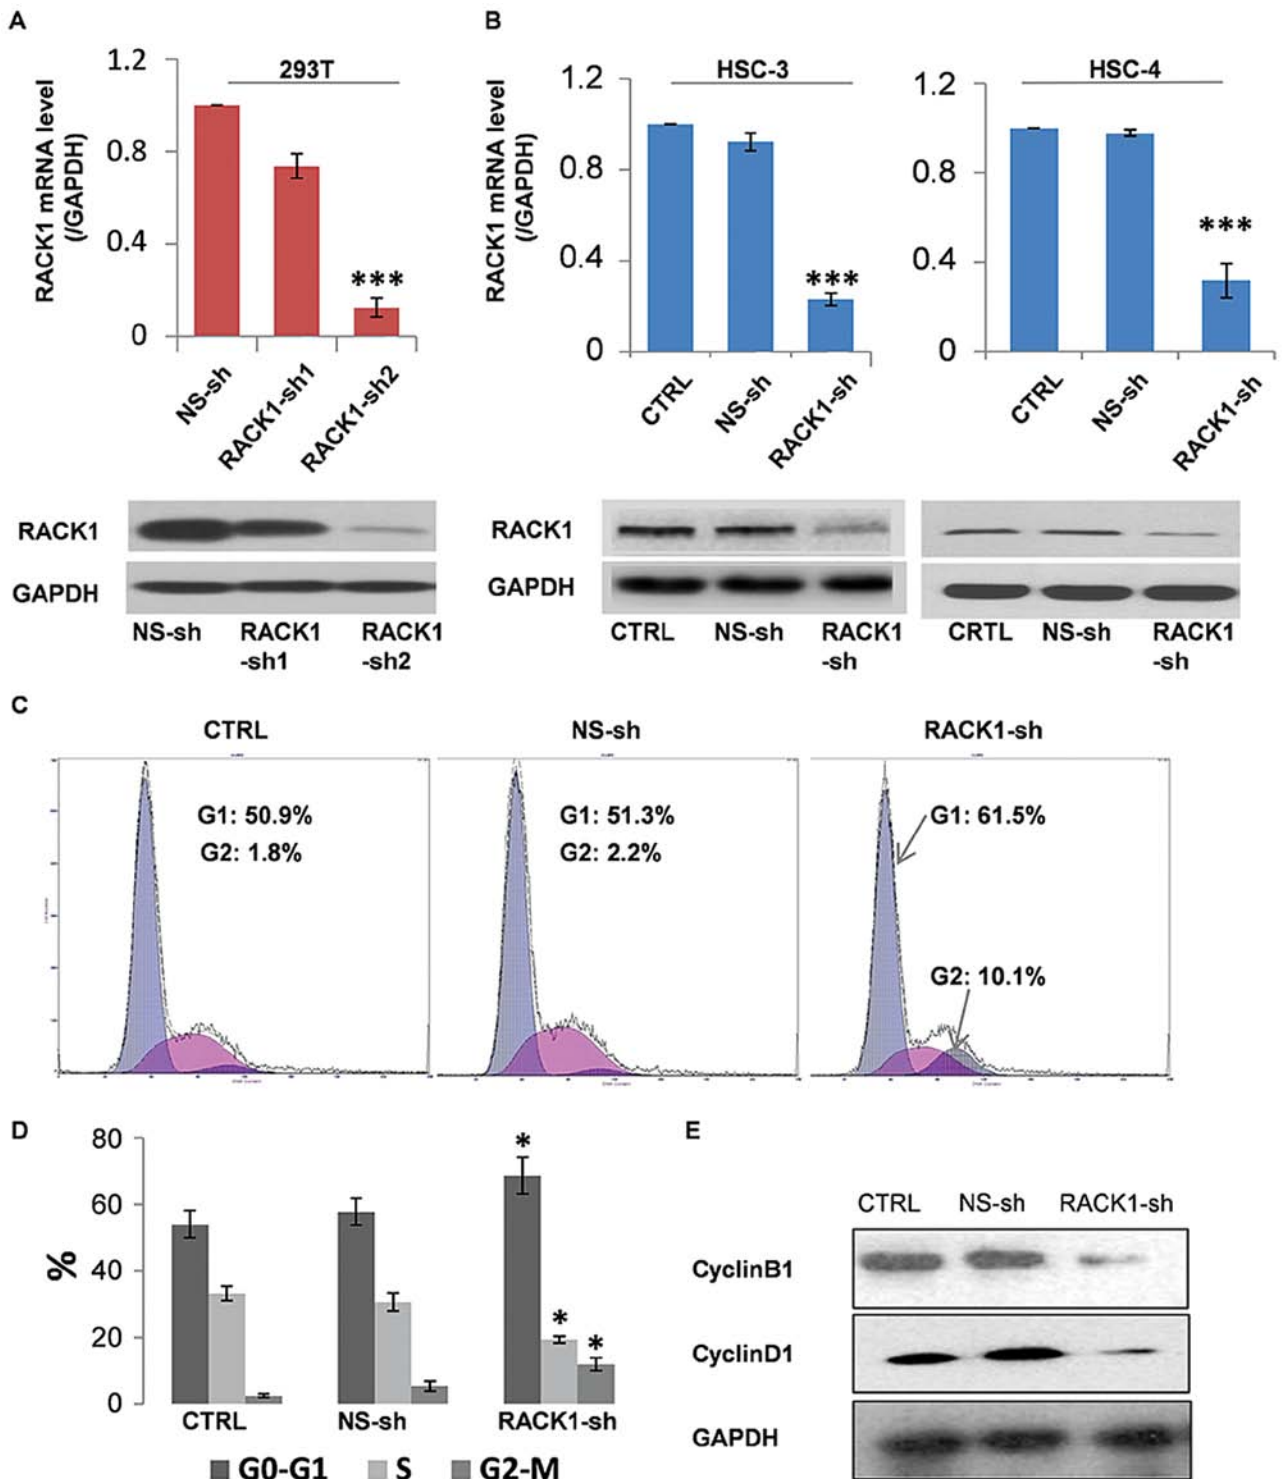 A
B
1.2
0.8
0.4
0
RACK1 mRNA level
(/GAPDH)
293T
***
NS-sh
RACK1-sh1
RACK1-sh2
1.2
0.8
0.4
0
RACK1 mRNA level
(/GAPDH)
HSC-3
***
CTRL
NS-sh
RACK1-sh
1.2
0.8
0.4
0
HSC-4
***
CTRL
NS-sh
RACK1-sh
RACK1
GAPDH
NS-sh RACK1 RACK1
-sh1 -sh2
RACK1
GAPDH
CTRL NS-sh RACK1
-sh
CRTL NS-sh RACK1
-sh
C
CTRL
G1: 50.9%
G2: 1.8%
NS-sh
G1: 51.3%
G2: 2.2%
RACK1-sh
G1: 61.5%
G2: 10.1%
D
80
60
40
20
0
%
*
*
*
CTRL NS-sh RACK1-sh
G0-G1 S G2-M
E
CTRL NS-sh RACK1-sh
CyclinB1
CyclinD1
GAPDH